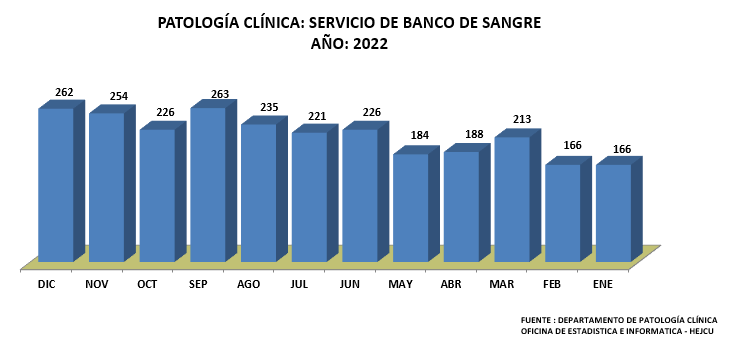 PATOLOGÍA CLÍNICA: SERVICIO DE BANCO DE SANGRE
AÑO: 2022
262
254
226
263
235
221
226
184
188
213
166
166
DIC NOV OCT SEP AGO JUL JUN MAY ABR MAR FEB ENE
FUENTE : DEPARTAMENTO DE PATOLOGÍA CLÍNICA
OFICINA DE ESTADISTICA E INFORMATICA - HEJCU